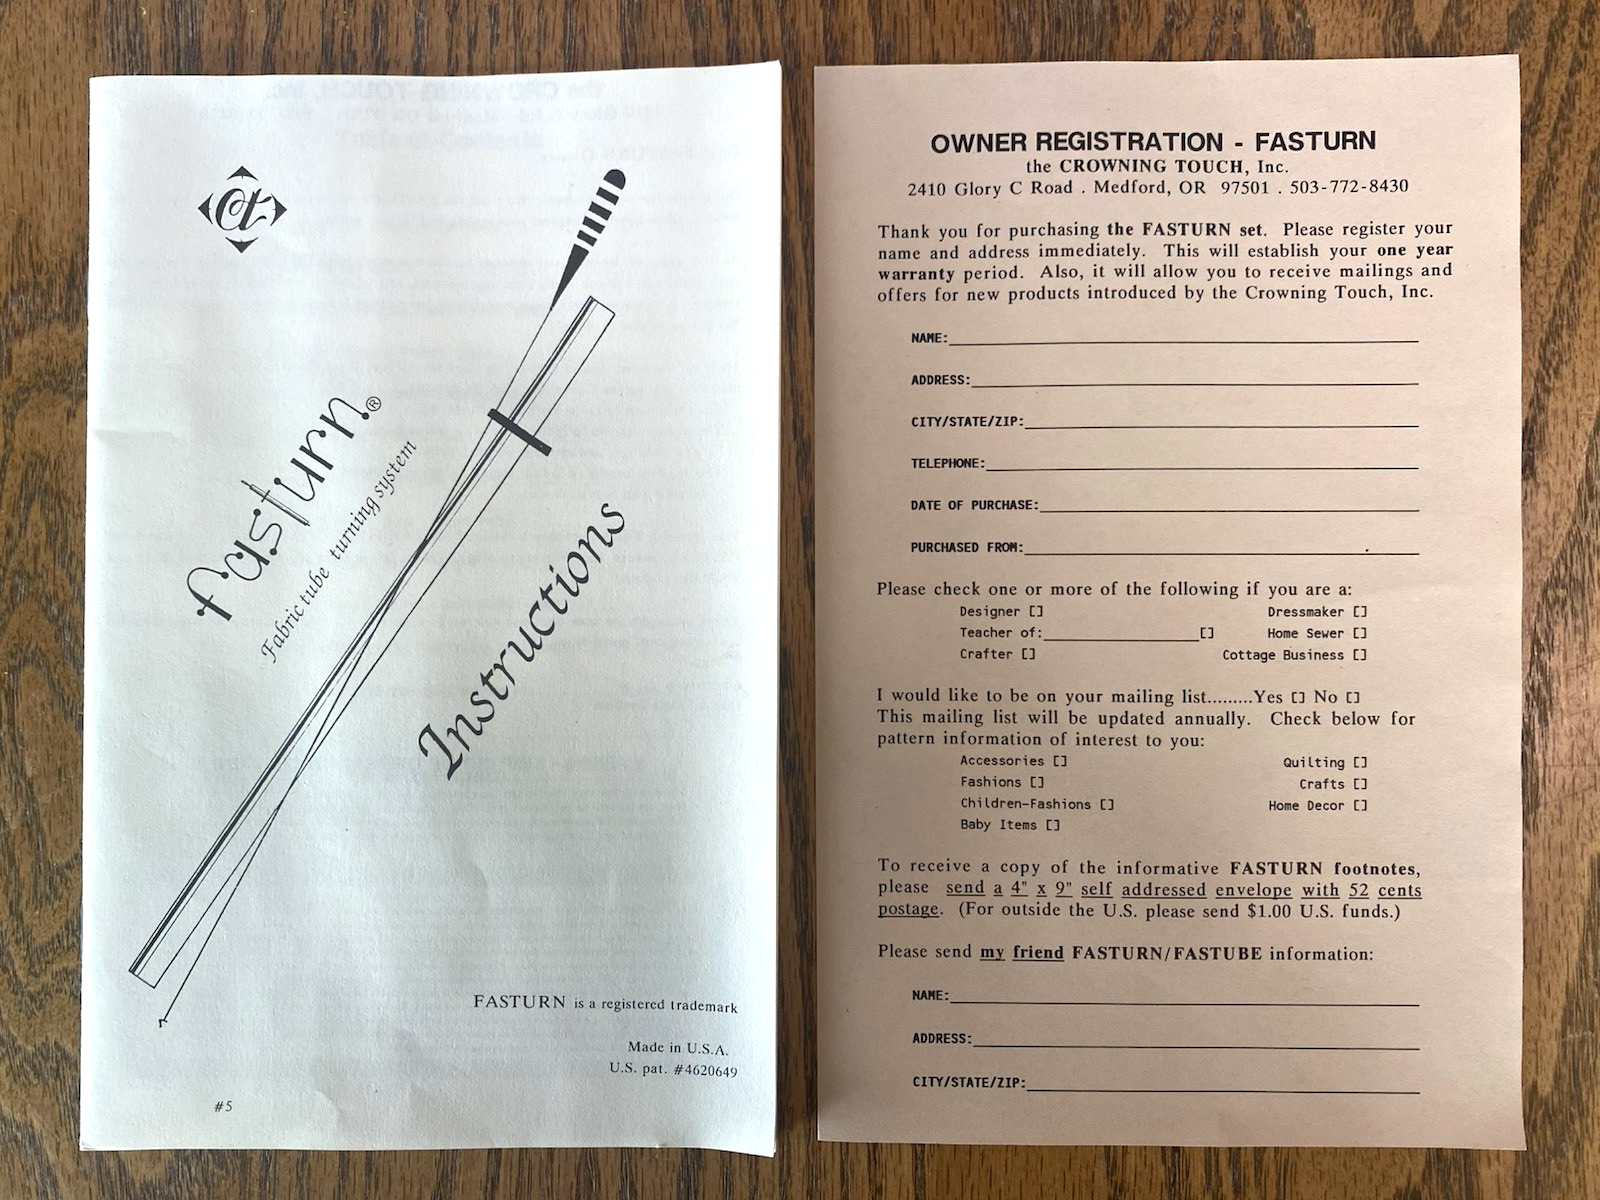 ct
fasturn®
Fabric tube turning system
Instructions
FASTURN is a registered trademark
Made in U.S.A.
U.S. pat. #4620649
#5
OWNER REGISTRATION - FASTURN
the CROWNING TOUCH, Inc.
2410 Glory C Road . Medford, OR 97501 . 503-772-8430
Thank you for purchasing the FASTURN set. Please register your
name and address immediately. This will establish your one year
warranty period. Also, it will allow you to receive mailings and
offers for new products introduced by the Crowning Touch, Inc.
NAME:
ADDRESS:
CITY/STATE/ZIP:
TELEPHONE:
DATE OF PURCHASE:
PURCHASED FROM:
Please check one or more of the following if you are a:
Designer [] Dressmaker []
Teacher of: [] Home Sewer []
Crafter [] Cottage Business []
I would like to be on your mailing list.........Yes [] No []
This mailing list will be updated annually. Check below for
pattern information of interest to you:
Accessories [] Quilting []
Fashions [] Crafts []
Children-Fashions [] Home Decor []
Baby Items []
To receive a copy of the informative FASTURN footnotes,
please send a 4" x 9" self addressed envelope with 52 cents
postage. (For outside the U.S. please send $1.00 U.S. funds.)
Please send my friend FASTURN/FASTUBE information:
NAME:
ADDRESS:
CITY/STATE/ZIP: